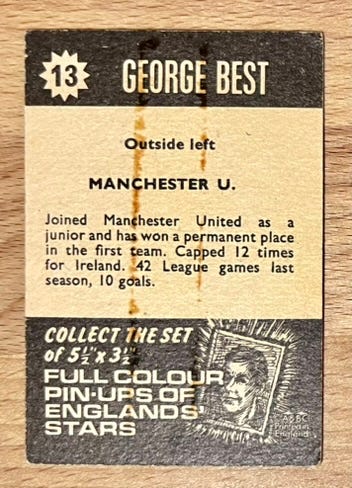 13 GEORGE BEST
Outside left
MANCHESTER U.
Joined Manchester United as a
junior and has won a permanent place
in the first team. Capped 12 times
for Ireland. 42 League games last
season, 10 goals.
COLLECT THE SET
of 5½" x 3½"
FULL COLOUR
PIN-UPS OF
ENGLANDS'
STARS
A&BC
Printed in
England